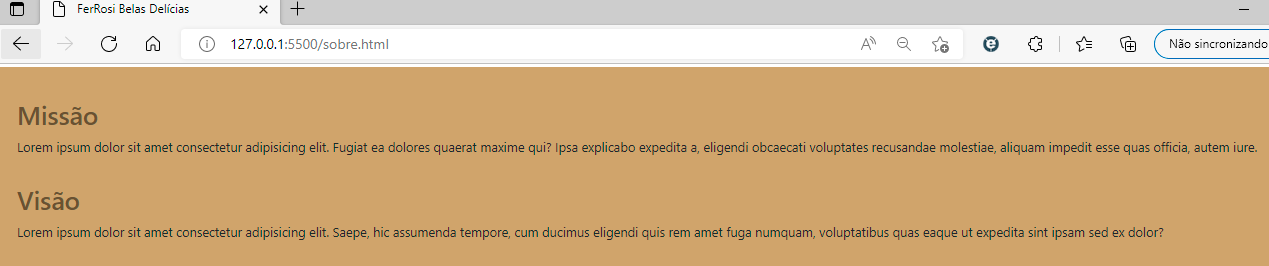 FerRosi Belas Delícias
127.0.0.1:5500/sobre.html
Não sincronizando
Missão
Lorem ipsum dolor sit amet consectetur adipisicing elit. Fugiat ea dolores quaerat maxime qui? Ipsa explicabo expedita a, eligendi obcaecati voluptates recusandae molestiae, aliquam impedit esse quas officia, autem iure.
Visão
Lorem ipsum dolor sit amet consectetur adipisicing elit. Saepe, hic assumenda tempore, cum ducimus eligendi quis rem amet fuga numquam, voluptatibus quas eaque ut expedita sint ipsam sed ex dolor?